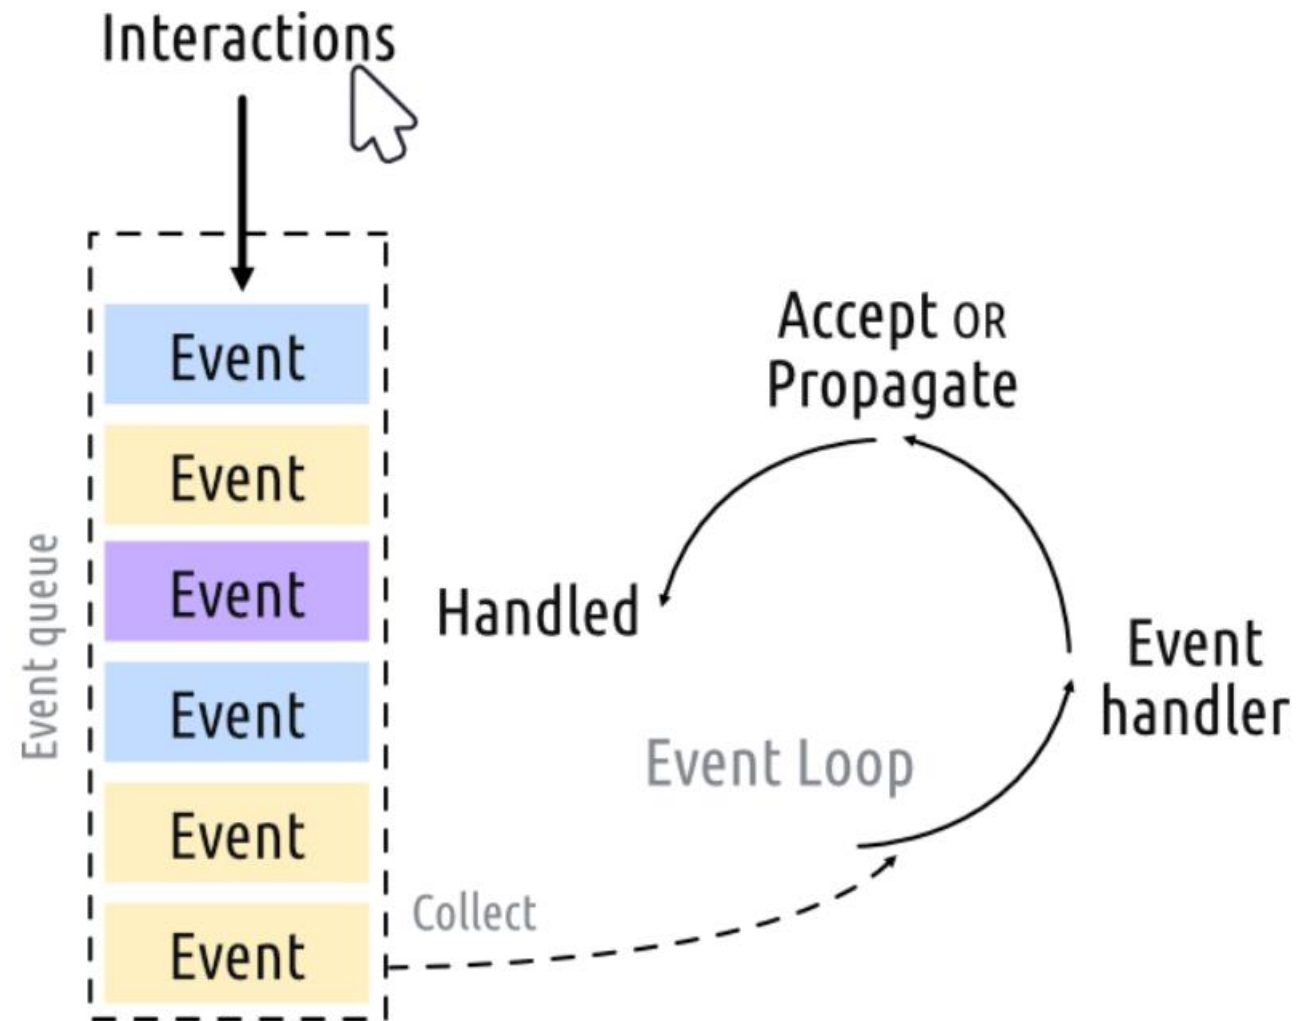 Interactions
Event queue
Event
Event
Event
Event
Event
Event
Collect
Event Loop
Event
handler
Accept OR
Propagate
Handled